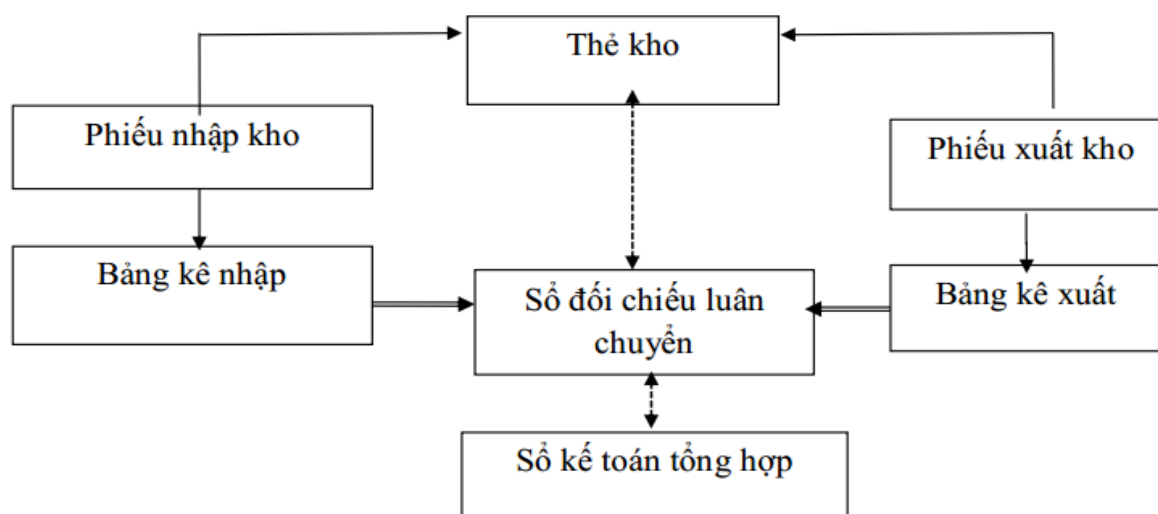 Thẻ kho
Phiếu nhập kho
Phiếu xuất kho
Bảng kê nhập
Sổ đối chiếu luân
chuyển
Bảng kê xuất
Sổ kế toán tổng hợp